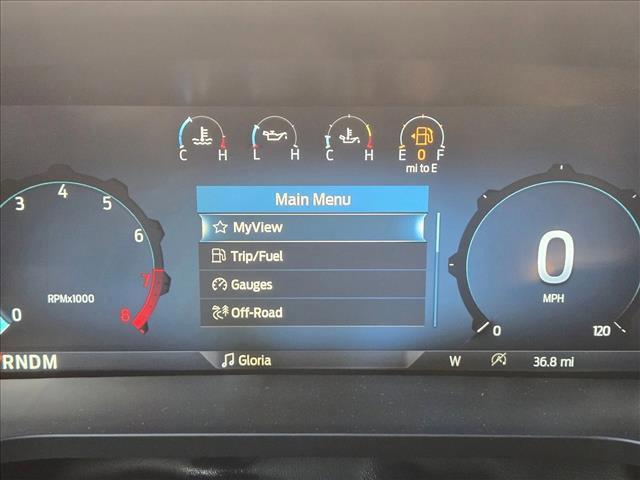 C H
L H
C H
E F
0
mi to E
Main Menu
MyView
Trip/Fuel
Gauges
Off-Road
0 3 4 5 6 7 8
RPMx1000
0
MPH
0 120
RNDM
Gloria
W
36.8 mi